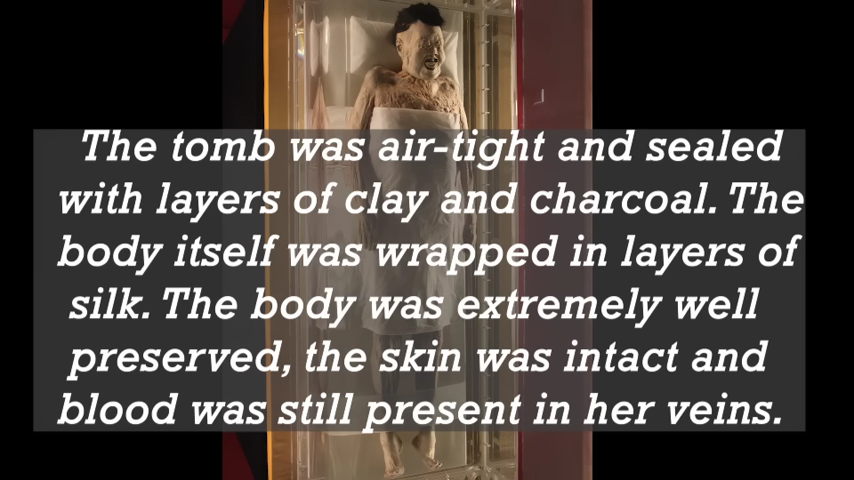 The tomb was air-tight and sealed
with layers of clay and charcoal. The
body itself was wrapped in layers of
silk. The body was extremely well
preserved, the skin was intact and
blood was still present in her veins.